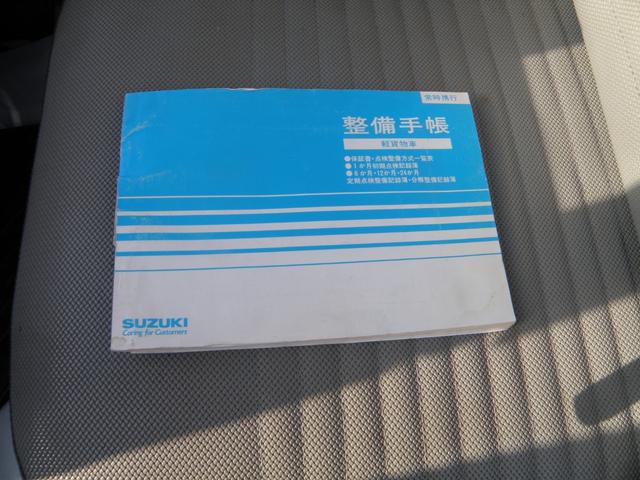 常時携行
整備手帳
軽貨物車
●保証書・点検整備方式一覧表
●1か月初期点検記録簿
●6か月・12か月・24か月
定期点検整備記録簿・分解整備記録簿
SUZUKI
Caring for Customers